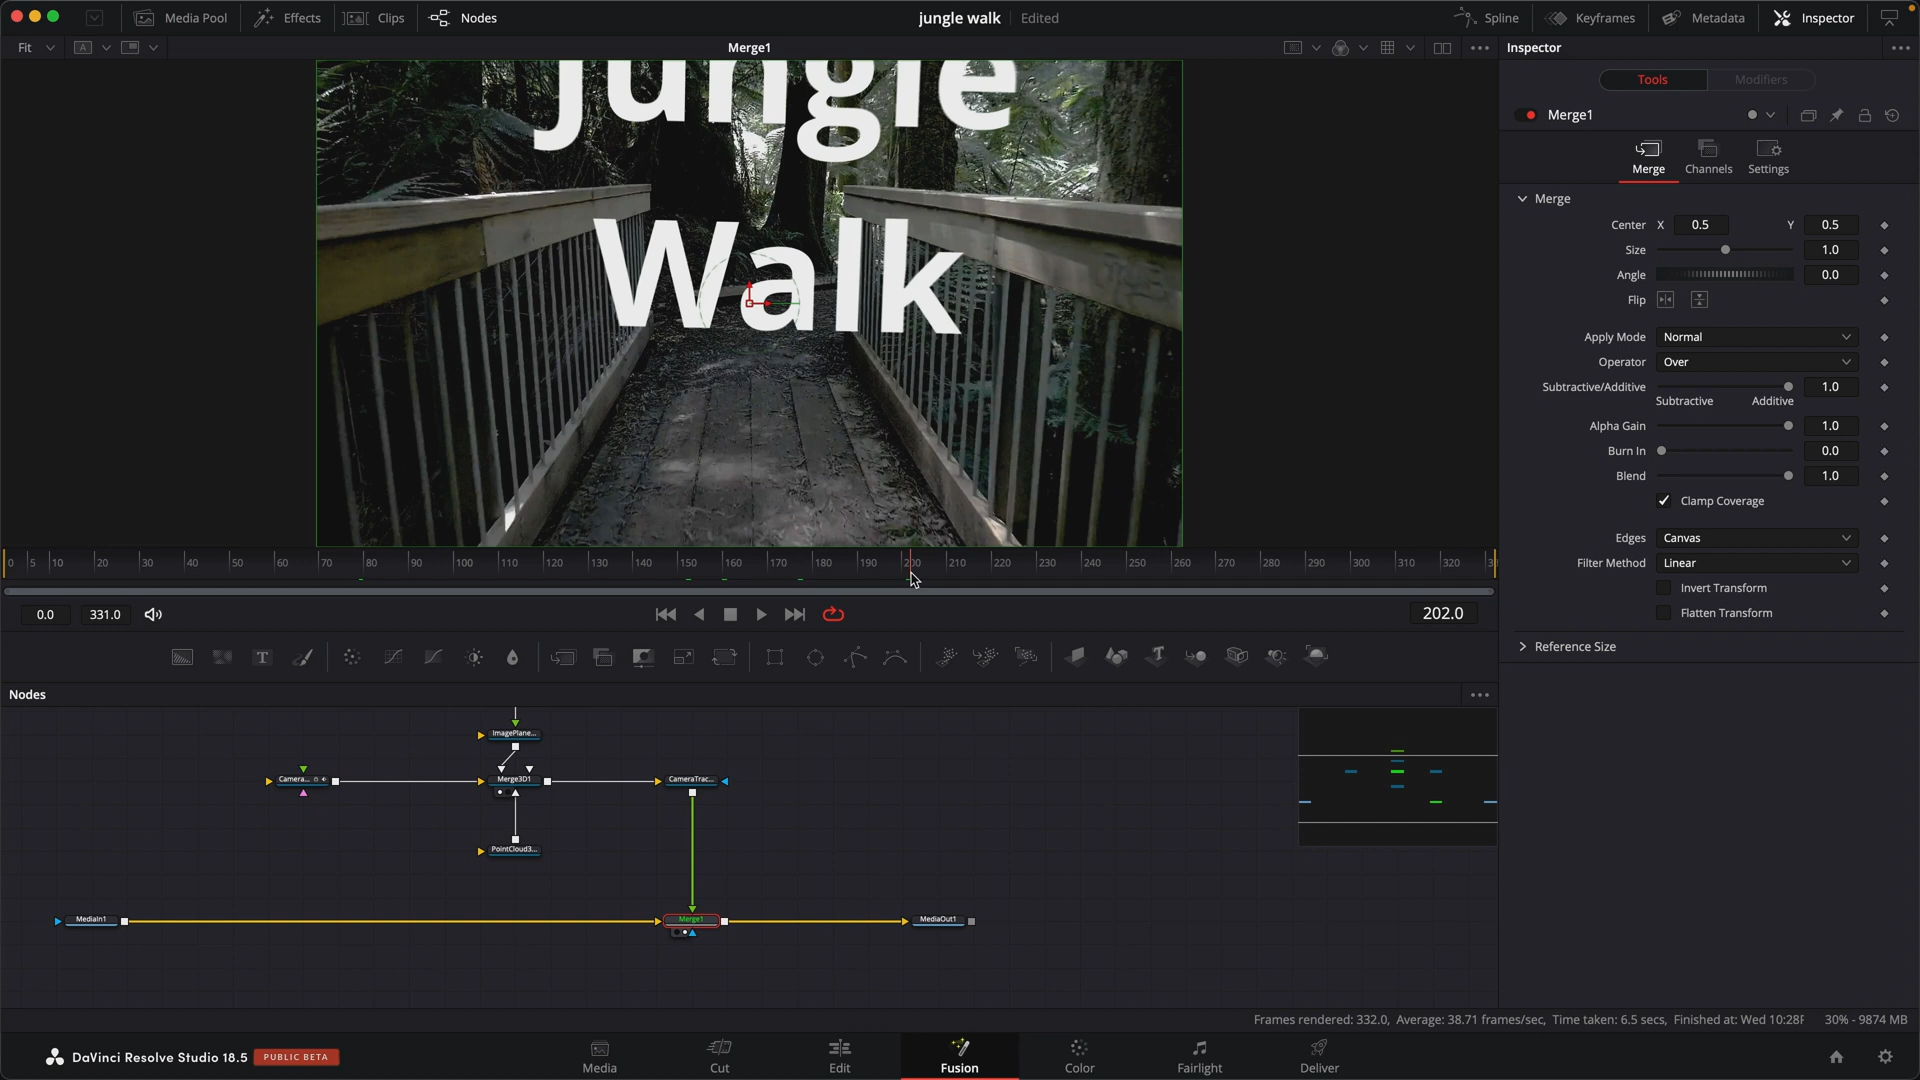 Media Pool Effects Clips Nodes jungle walk Edited Spline Keyframes Metadata Inspector
Fit A Merge1 Inspector
Tools Modifiers
Merge1
Merge Channels Settings
Merge
Center X 0.5 Y 0.5
Size 1.0
Angle 0.0
Flip
Apply Mode Normal
Operator Over
Subtractive/Additive 1.0
Subtractive Additive
Alpha Gain 1.0
Burn In 0.0
Blend 1.0
Clamp Coverage
Edges Canvas
Filter Method Linear
Invert Transform
Flatten Transform
Reference Size
Jungle
Walk
0 5 10 20 30 40 50 60 70 80 90 100 110 120 130 140 150 160 170 180 190 200 210 220 230 240 250 260 270 280 290 300 310 320 3
0.0 331.0 202.0
T
Nodes
ImagePlane...
Camera... Merge3D1 CameraTrac...
PointCloud3...
MediaIn1 Merge1 MediaOut1
Frames rendered: 332.0, Average: 38.71 frames/sec, Time taken: 6.5 secs, Finished at: Wed 10:28 30% - 9874 MB
DaVinci Resolve Studio 18.5 PUBLIC BETA
Media Cut Edit Fusion Color Fairlight Deliver